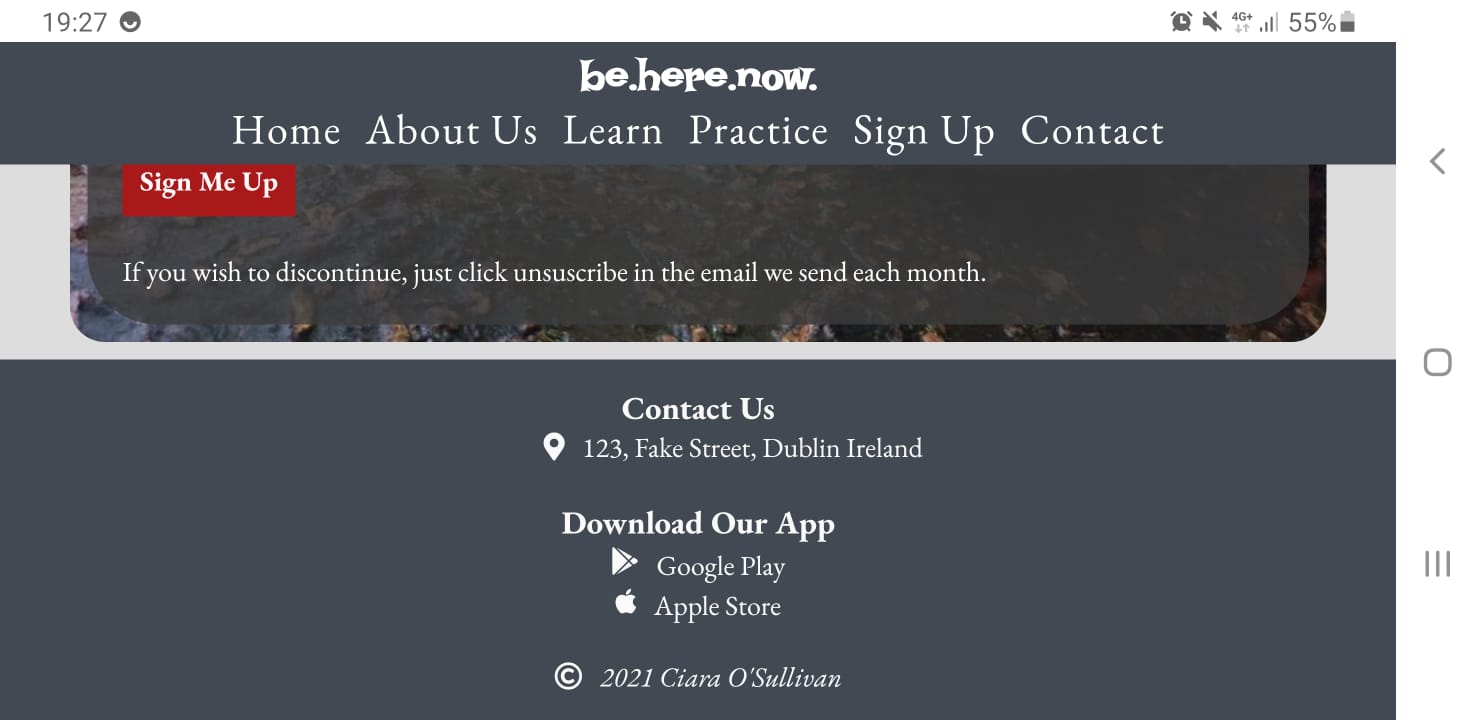 19:27
4G+ 55%
be.here.now.
Home About Us Learn Practice Sign Up Contact
Sign Me Up
If you wish to discontinue, just click unsuscribe in the email we send each month.
Contact Us
123, Fake Street, Dublin Ireland
Download Our App
Google Play
Apple Store
© 2021 Ciara O'Sullivan